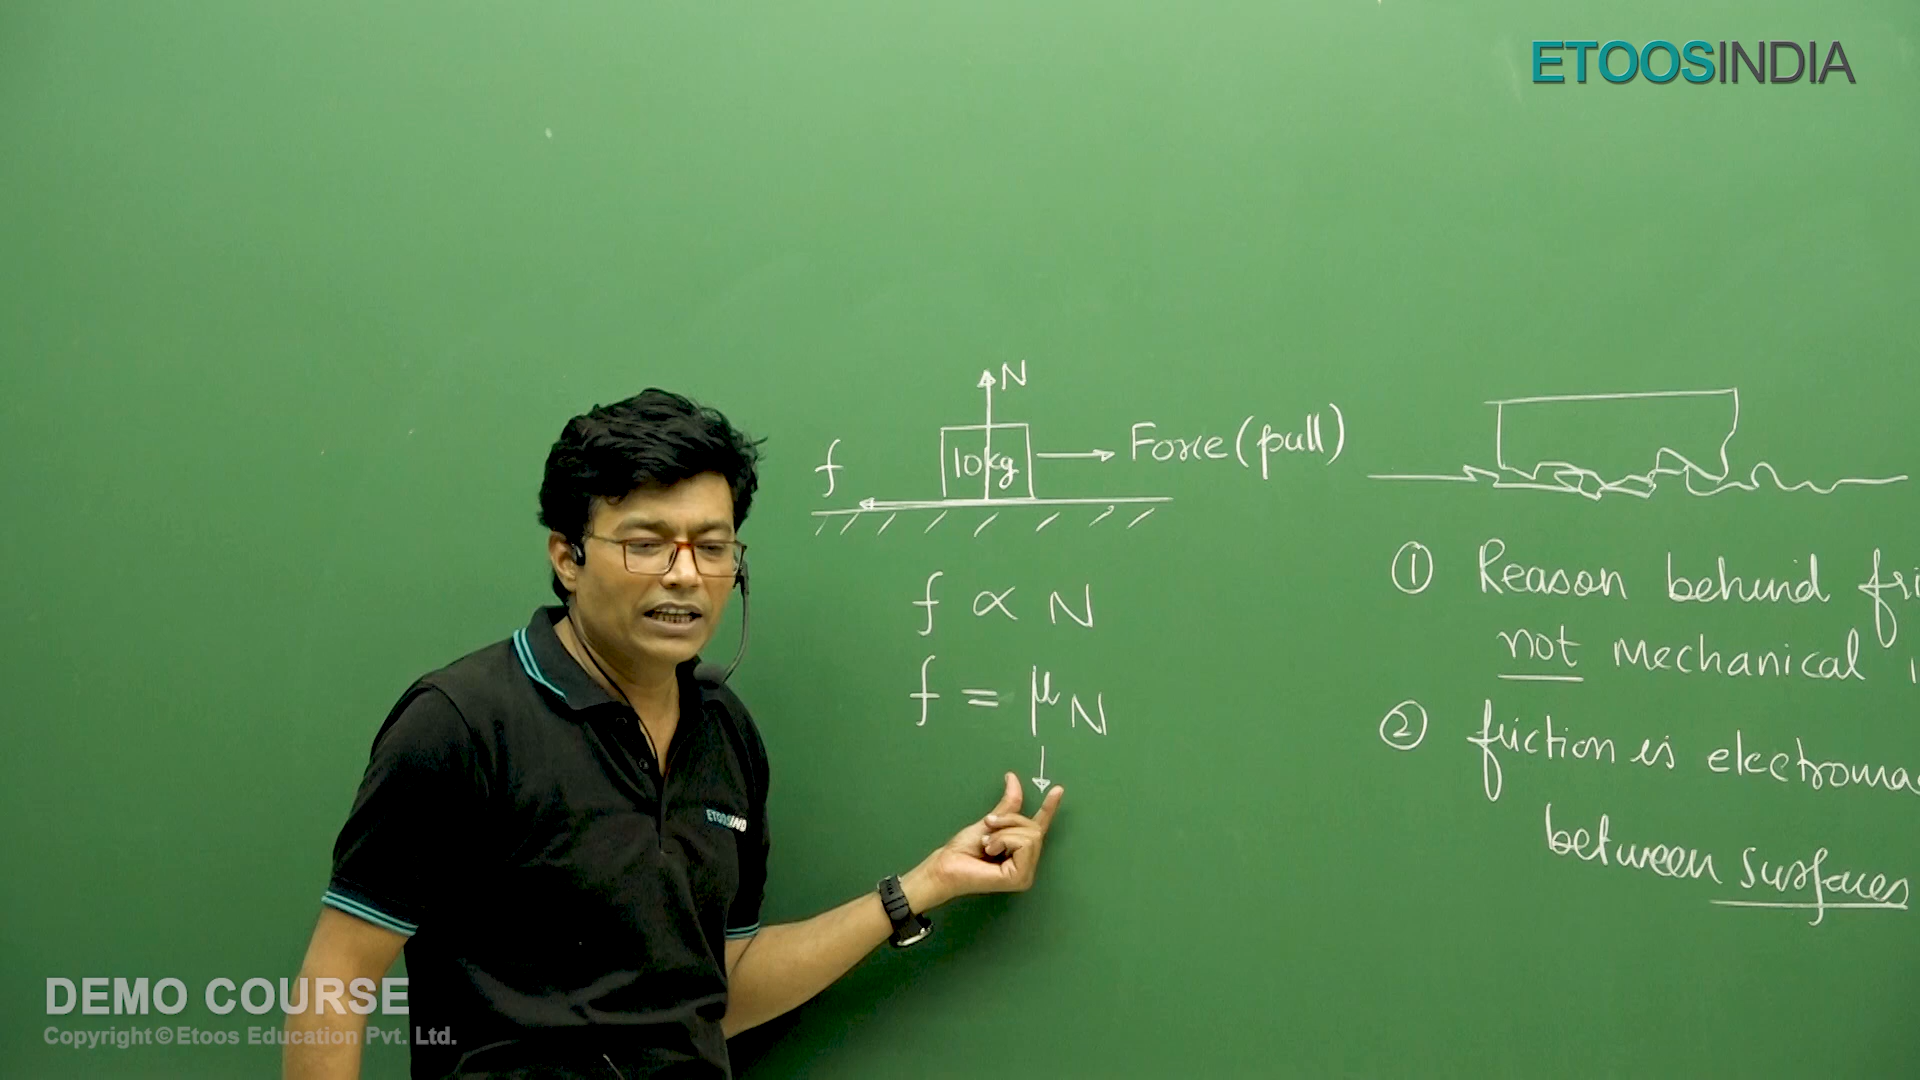 ETOOSINDIA
N
f
10kg
Force (pull)
f ∝ N
f = μN
① Reason behind fri
not mechanical
② friction is electroma
between surfaces
ETOOSIND
DEMO COURSE
Copyright © Etoos Education Pvt. Ltd.